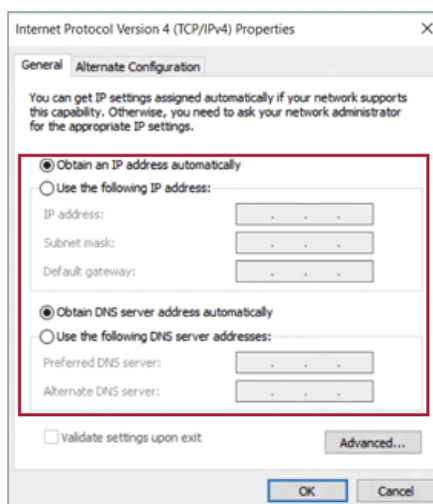 Internet Protocol Version 4 (TCP/IPv4) Properties
General
Alternate Configuration
You can get IP settings assigned automatically if your network supports
this capability. Otherwise, you need to ask your network administrator
for the appropriate IP settings.
Obtain an IP address automatically
Use the following IP address:
IP address:
Subnet mask:
Default gateway:
Obtain DNS server address automatically
Use the following DNS server addresses:
Preferred DNS server:
Alternate DNS server:
Validate settings upon exit
Advanced...
OK
Cancel